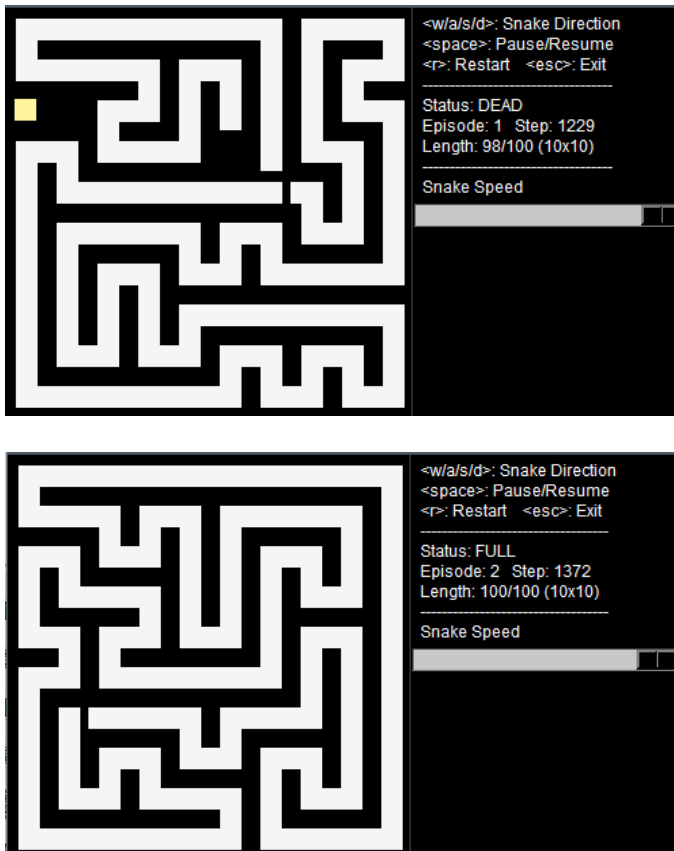 <w/a/s/d>: Snake Direction
<space>: Pause/Resume
<r>: Restart <esc>: Exit
Status: DEAD
Episode: 1 Step: 1229
Length: 98/100 (10x10)
Snake Speed
<w/a/s/d>: Snake Direction
<space>: Pause/Resume
<r>: Restart <esc>: Exit
Status: FULL
Episode: 2 Step: 1372
Length: 100/100 (10x10)
Snake Speed